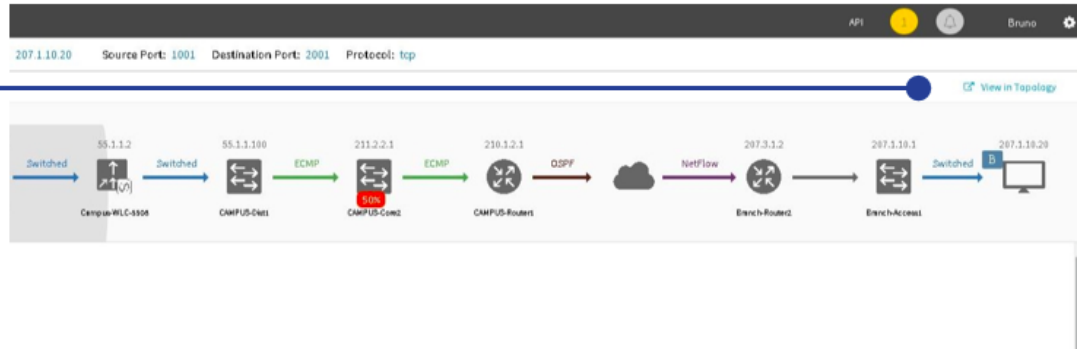 API 1 Bruno
207.1.10.20 Source Port: 1001 Destination Port: 2001 Protocol: tcp
View in Topology
55.1.1.2 55.1.1.100 211.2.2.1 210.1.2.1 207.3.1.2 207.1.10.1 207.1.10.20
Switched Switched ECMP ECMP OSPF NetFlow Switched B
50%
Campus-WLC-5508 CAMPUS-Dist1 CAMPUS-Core2 CAMPUS-Router1 Branch-Router2 Branch-Access1